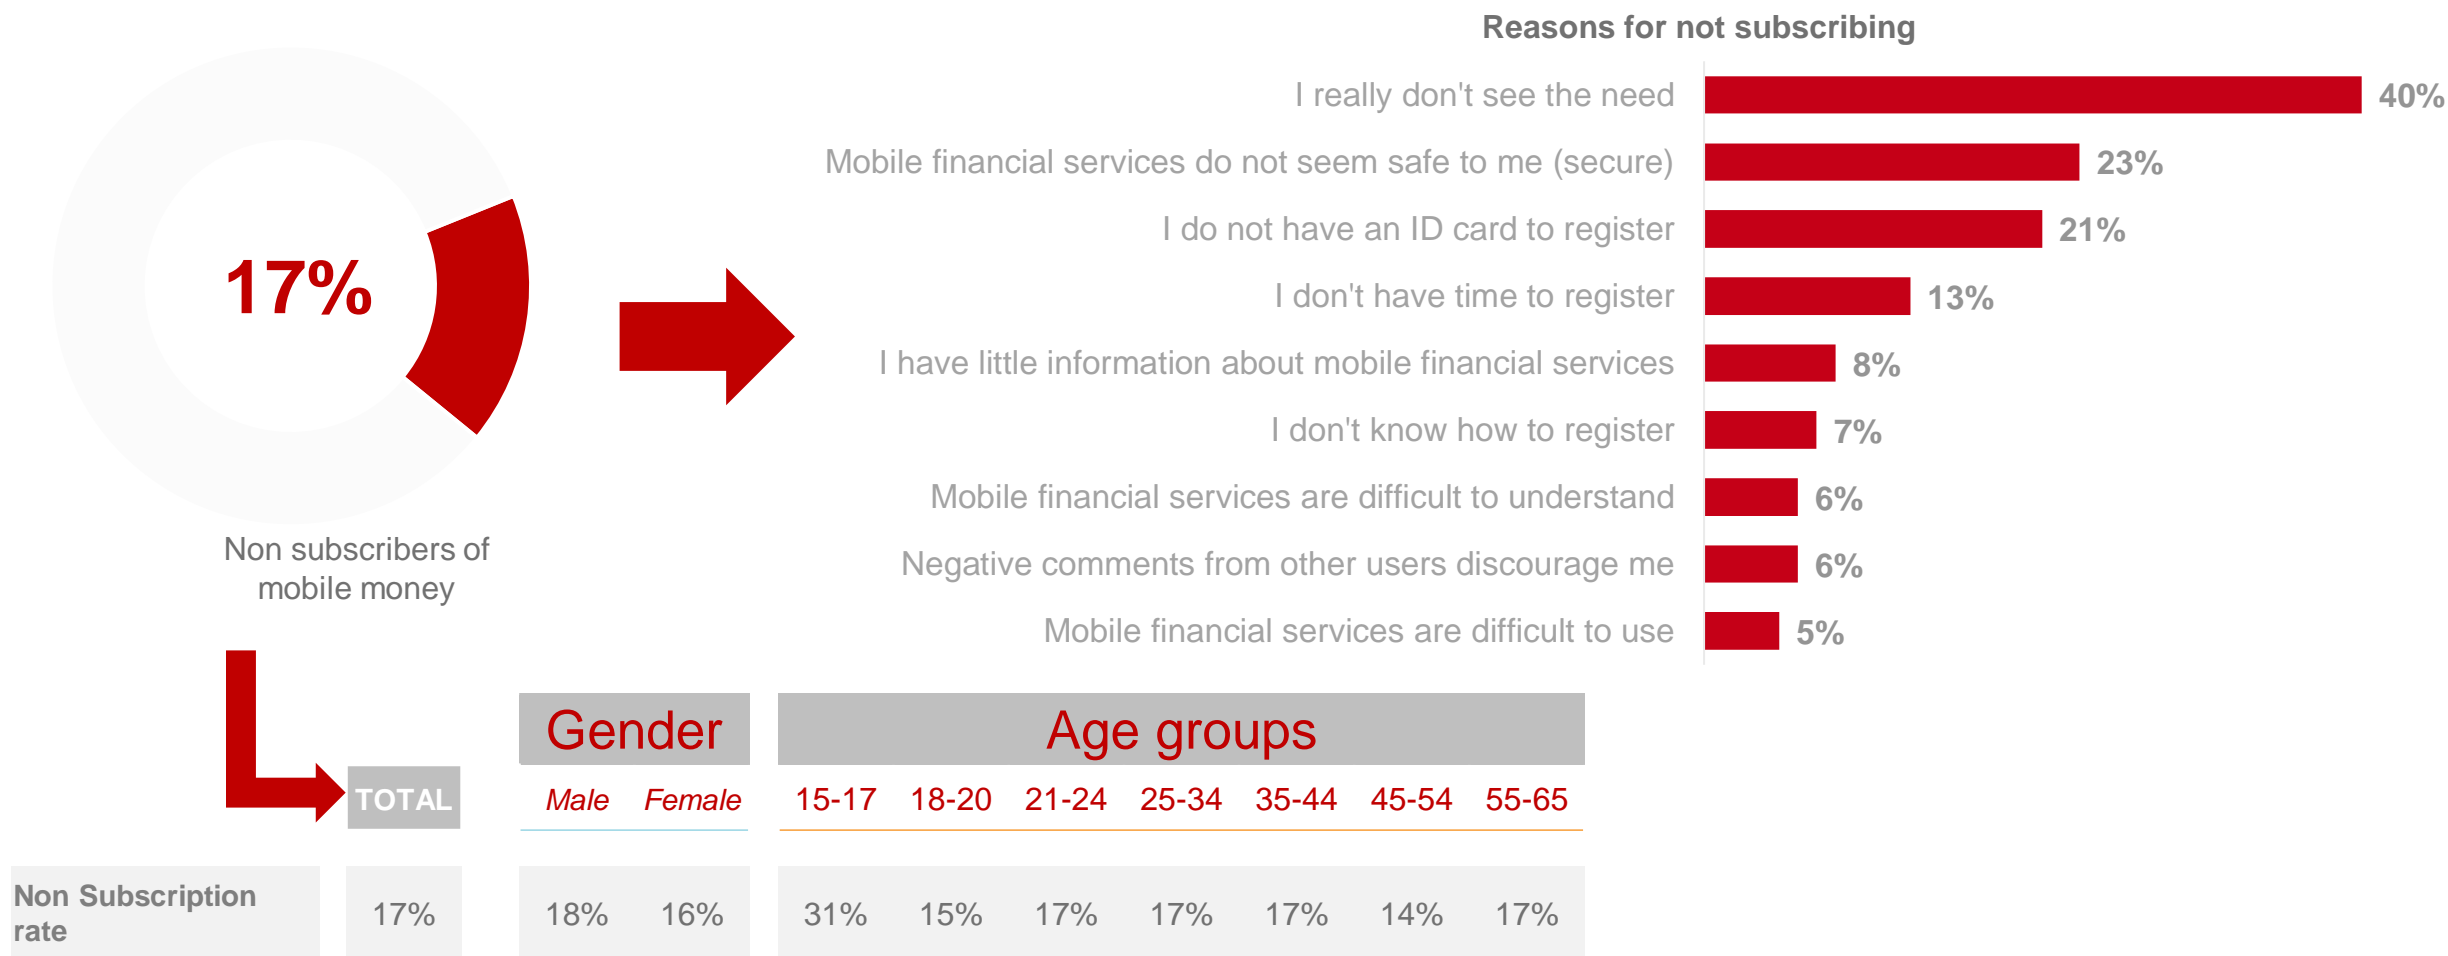 Reasons for not subscribing
I really don't see the need 40%
Mobile financial services do not seem safe to me (secure) 23%
I do not have an ID card to register 21%
I don't have time to register 13%
I have little information about mobile financial services 8%
I don't know how to register 7%
Mobile financial services are difficult to understand 6%
Negative comments from other users discourage me 6%
Mobile financial services are difficult to use 5%
17%
Non subscribers of
mobile money
Gender Age groups
TOTAL Male Female 15-17 18-20 21-24 25-34 35-44 45-54 55-65
Non Subscription
rate
17% 18% 16% 31% 15% 17% 17% 17% 14% 17%